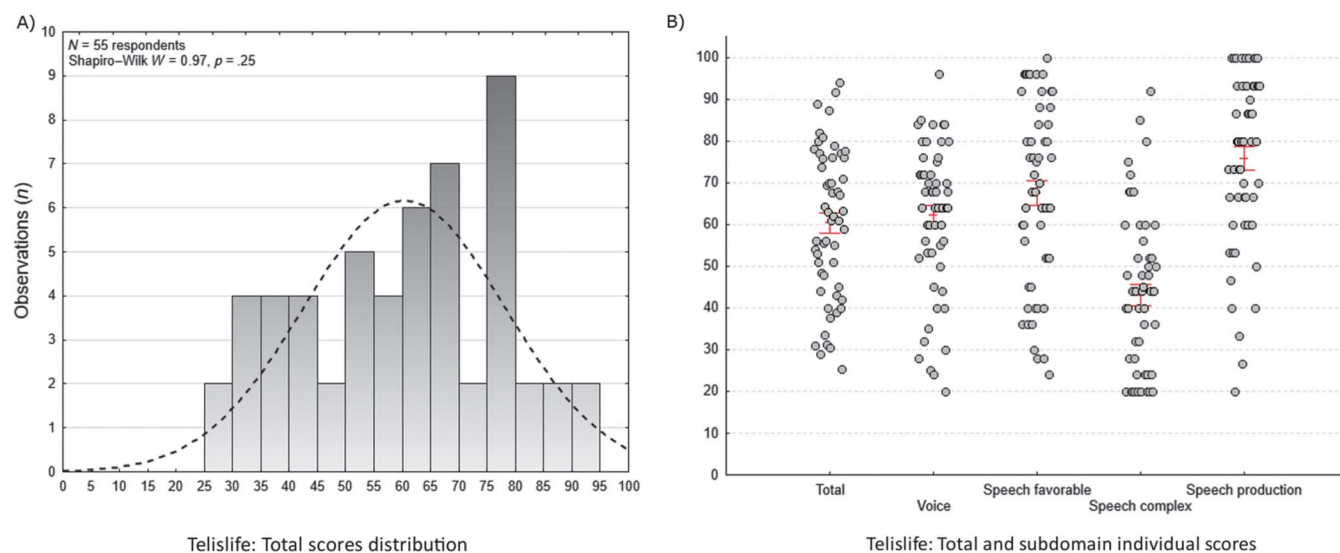 A)
N = 55 respondents
Shapiro–Wilk W = 0.97, p = .25
Observations (n)
10
9
8
7
6
5
4
3
2
1
0
0 5 10 15 20 25 30 35 40 45 50 55 60 65 70 75 80 85 90 95 100
Telislife: Total scores distribution
B)
100
90
80
70
60
50
40
30
20
10
0
Total Speech favorable Speech production
Voice Speech complex
Telislife: Total and subdomain individual scores